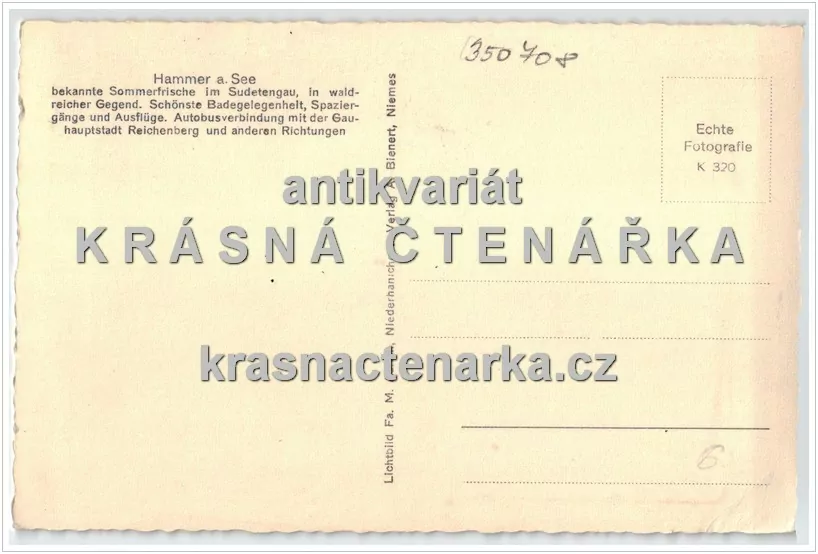 350 708
Hammer a. See
bekannte Sommerfrische im Sudetengau, in wald-
reicher Gegend. Schönste Badegelegenheit, Spazier-
gänge und Ausflüge. Autobusverbindung mit der Gau-
hauptstadt Reichenberg und anderen Richtungen
Echte
Fotografie
K 320
antikvariát
KRÁSNÁ ČTENÁŘKA
krasnactenarka.cz
Lichtbild Fa. M. Niederhanich Verlag A. Bienert, Niemes
6